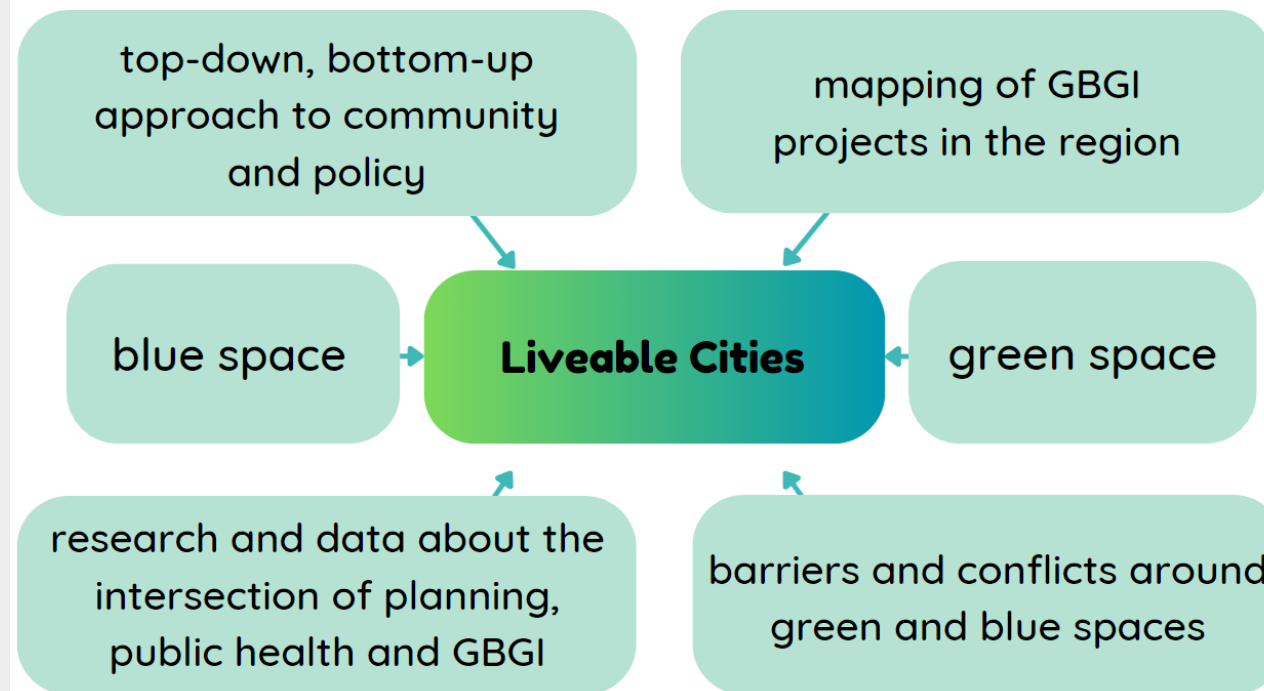 top-down, bottom-up
approach to community
and policy
mapping of GBGI
projects in the region
blue space
Liveable Cities
green space
research and data about the
intersection of planning,
public health and GBGI
barriers and conflicts around
green and blue spaces